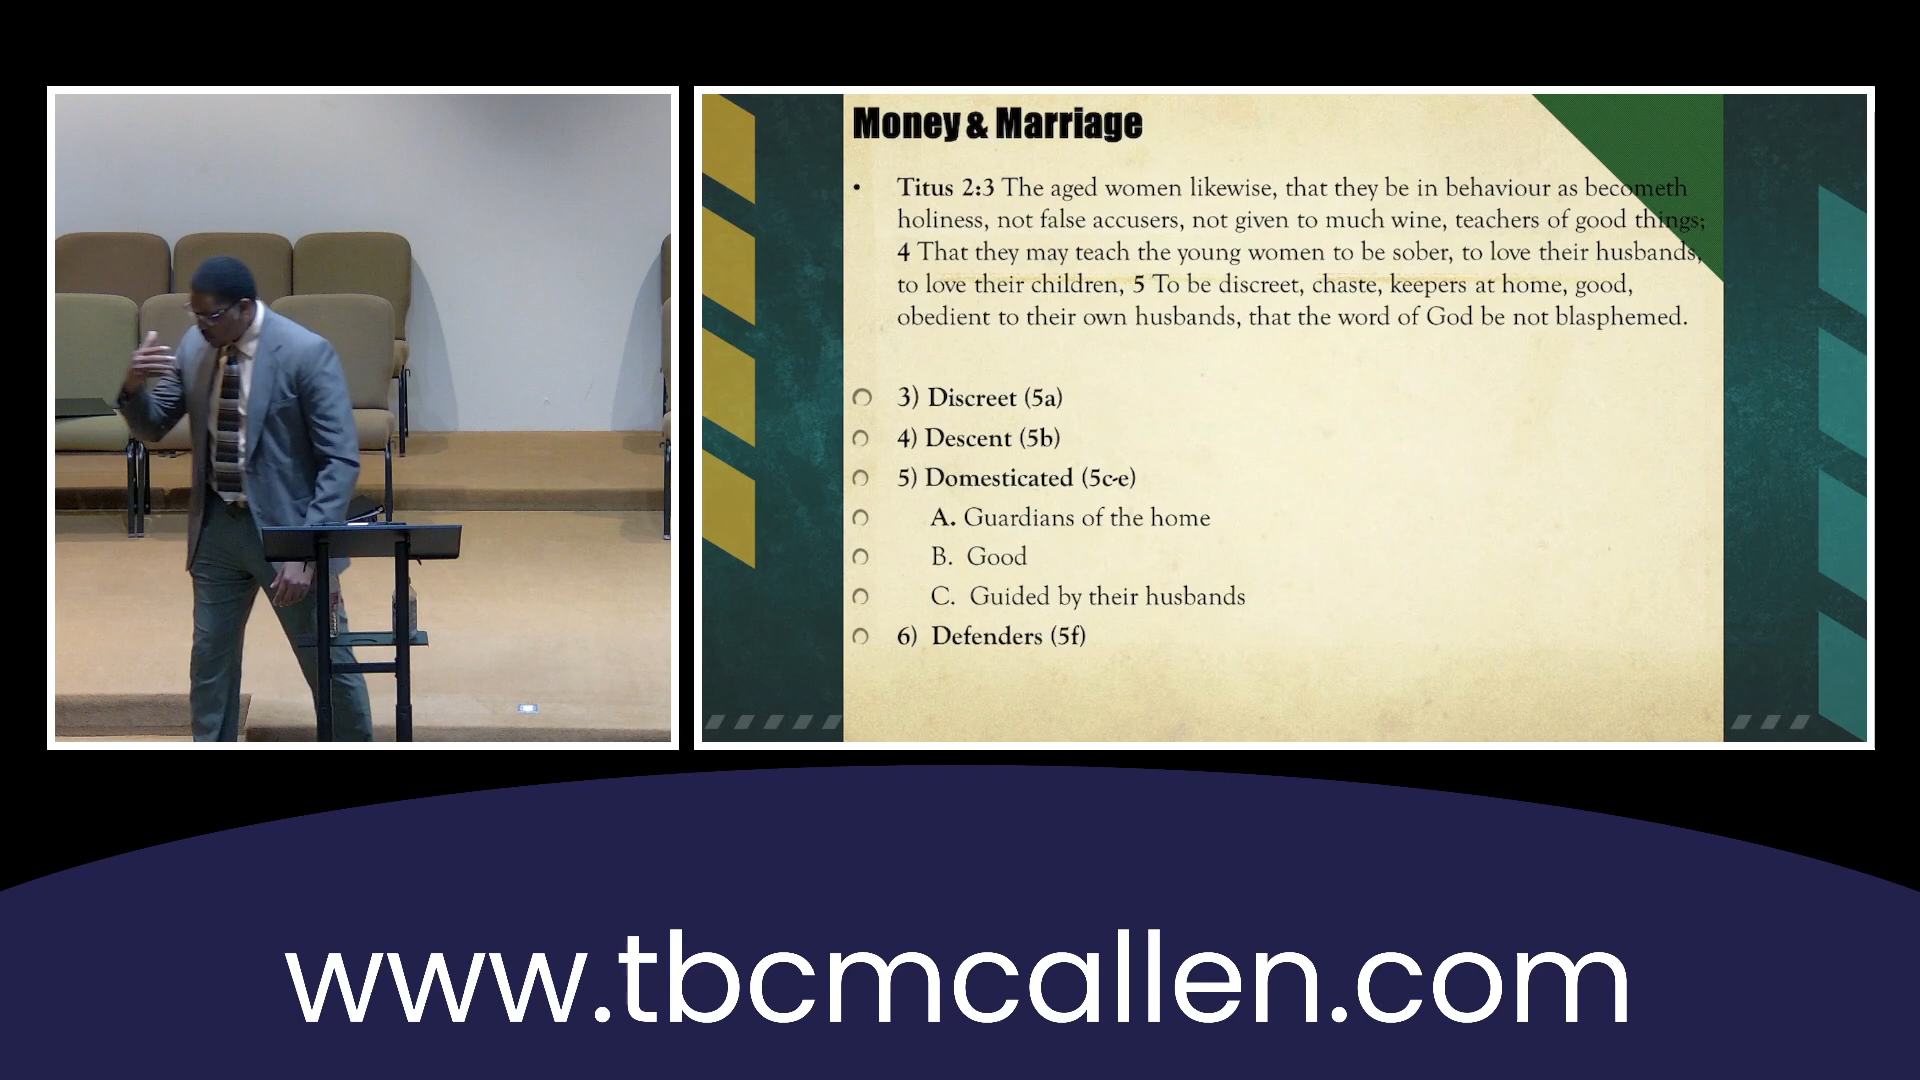 Money & Marriage
• Titus 2:3 The aged women likewise, that they be in behaviour as becometh
holiness, not false accusers, not given to much wine, teachers of good things;
4 That they may teach the young women to be sober, to love their husbands,
to love their children, 5 To be discreet, chaste, keepers at home, good,
obedient to their own husbands, that the word of God be not blasphemed.
3) Discreet (5a)
4) Descent (5b)
5) Domesticated (5c-e)
A. Guardians of the home
B. Good
C. Guided by their husbands
6) Defenders (5f)
www.tbcmcallen.com